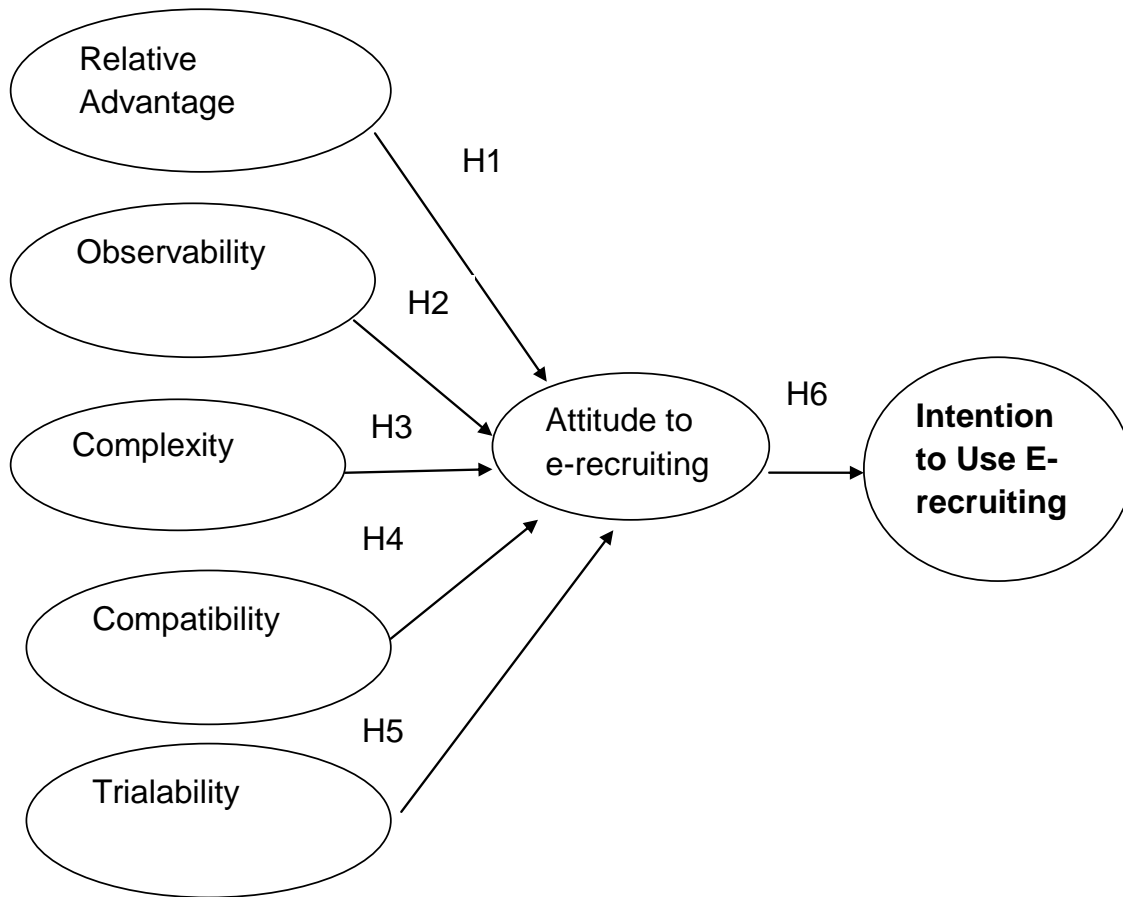 Relative
Advantage
H1
Observability
H2
Complexity
H3
Attitude to
e-recruiting
H6
Intention
to Use E-
recruiting
H4
Compatibility
H5
Trialability